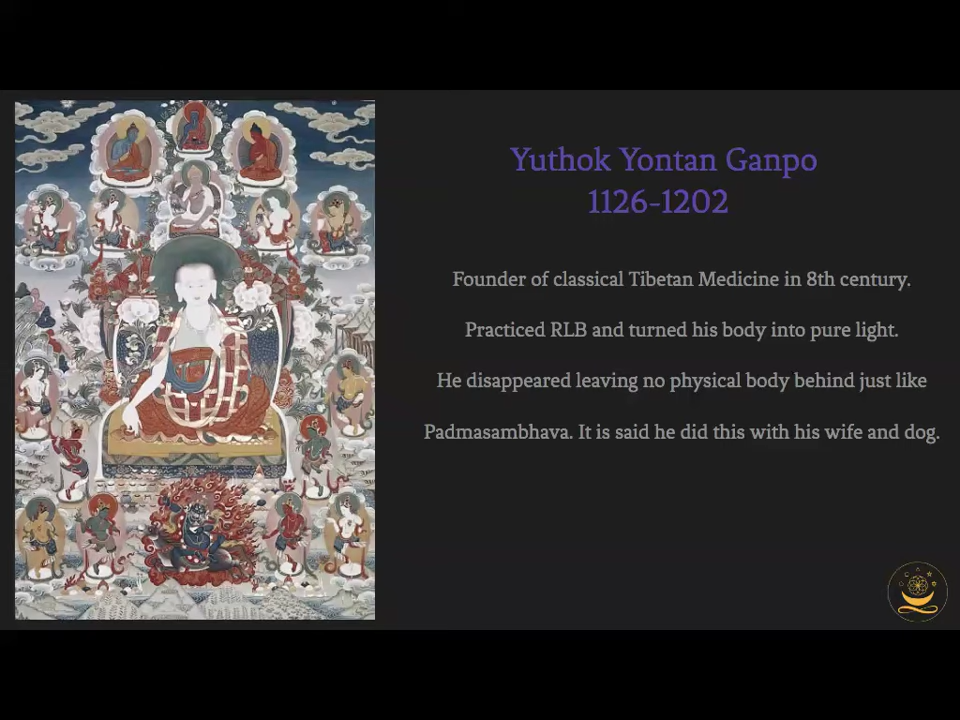 Yuthok Yontan Ganpo
1126-1202
Founder of classical Tibetan Medicine in 8th century.
Practiced RLB and turned his body into pure light.
He disappeared leaving no physical body behind just like
Padmasambhava. It is said he did this with his wife and dog.